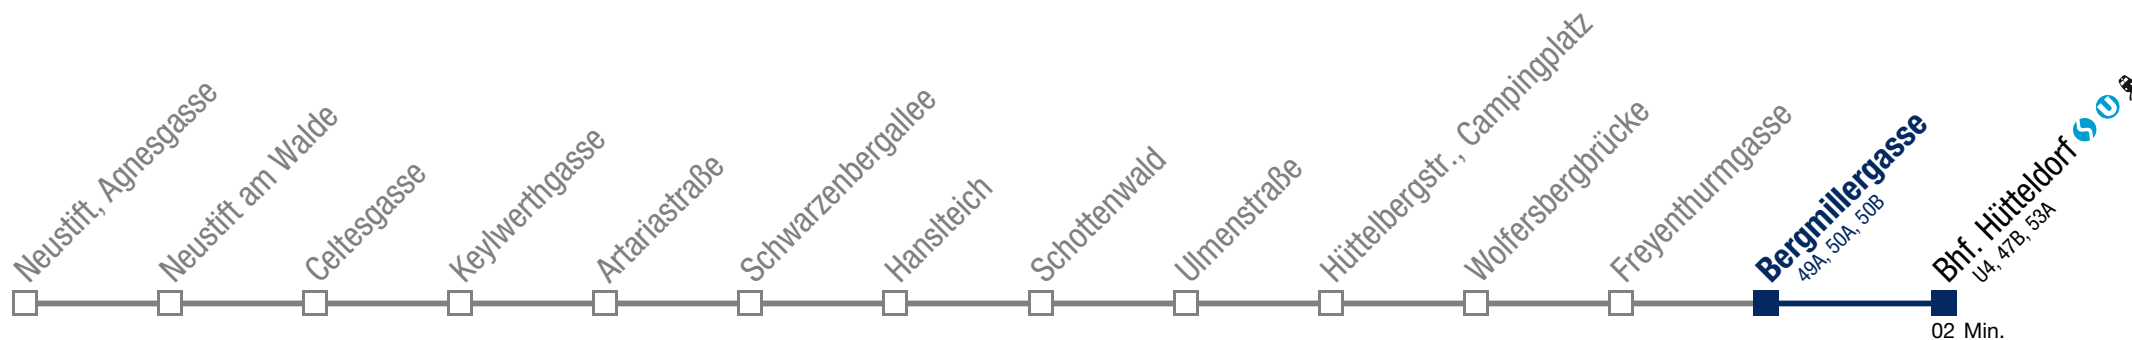 Neustift, Agnesgasse
Neustift am Walde
Celtesgasse
Keylwerthgasse
Artariastraße
Schwarzenbergallee
Hanslteich
Schottenwald
Ulmenstraße
Hüttelbergstr., Campingplatz
Wolfersbergbrücke
Freyenthurmgasse
Bergmillergasse
49A, 50A, 50B
Bhf. Hütteldorf S U
U4, 47B, 53A
02 Min.